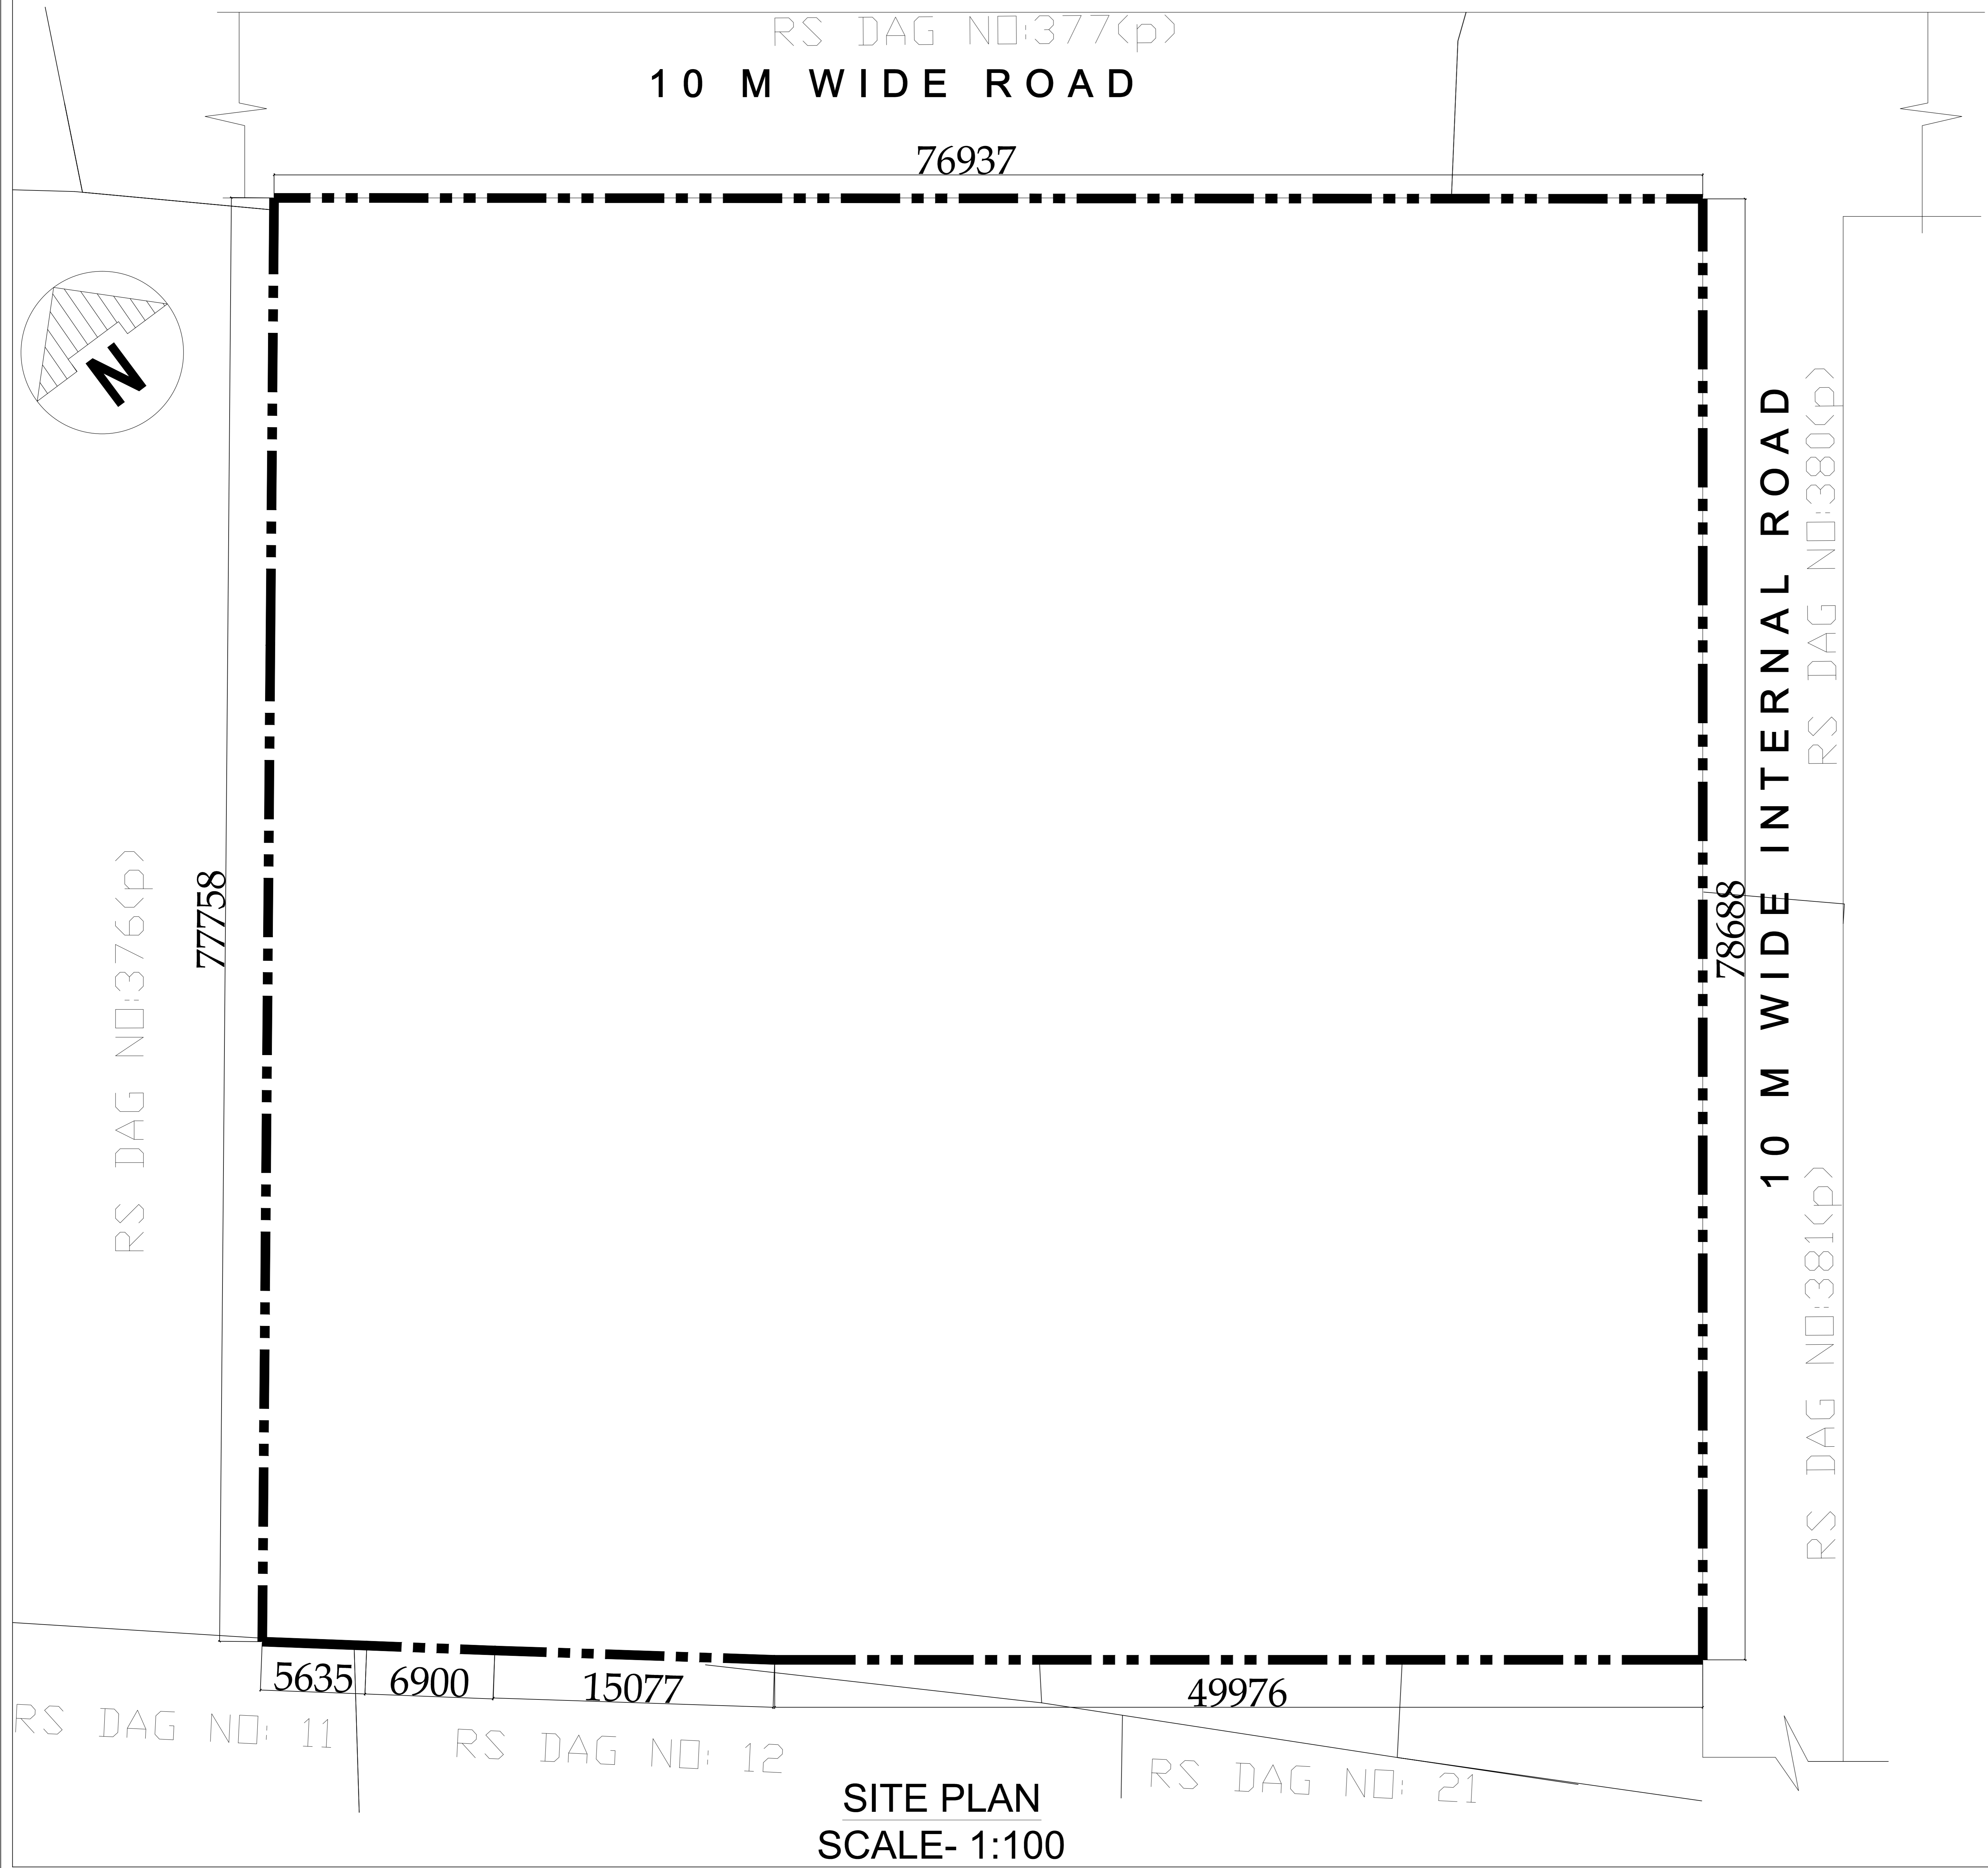 RS DAG NO:377(p)
10 M WIDE ROAD
76937
N
10 M WIDE INTERNAL ROAD
RS DAG NO:380(p)
77758
78688
RS DAG NO:376(p)
RS DAG NO:381(p)
5635
6900
15077
49976
RS DAG NO: 11
RS DAG NO: 12
RS DAG NO: 21
SITE PLAN
SCALE- 1:100